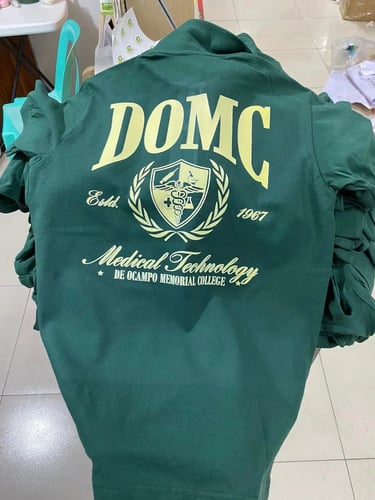 DOMC
Estd. 1967
Medical Technology
DE OCAMPO MEMORIAL COLLEGE